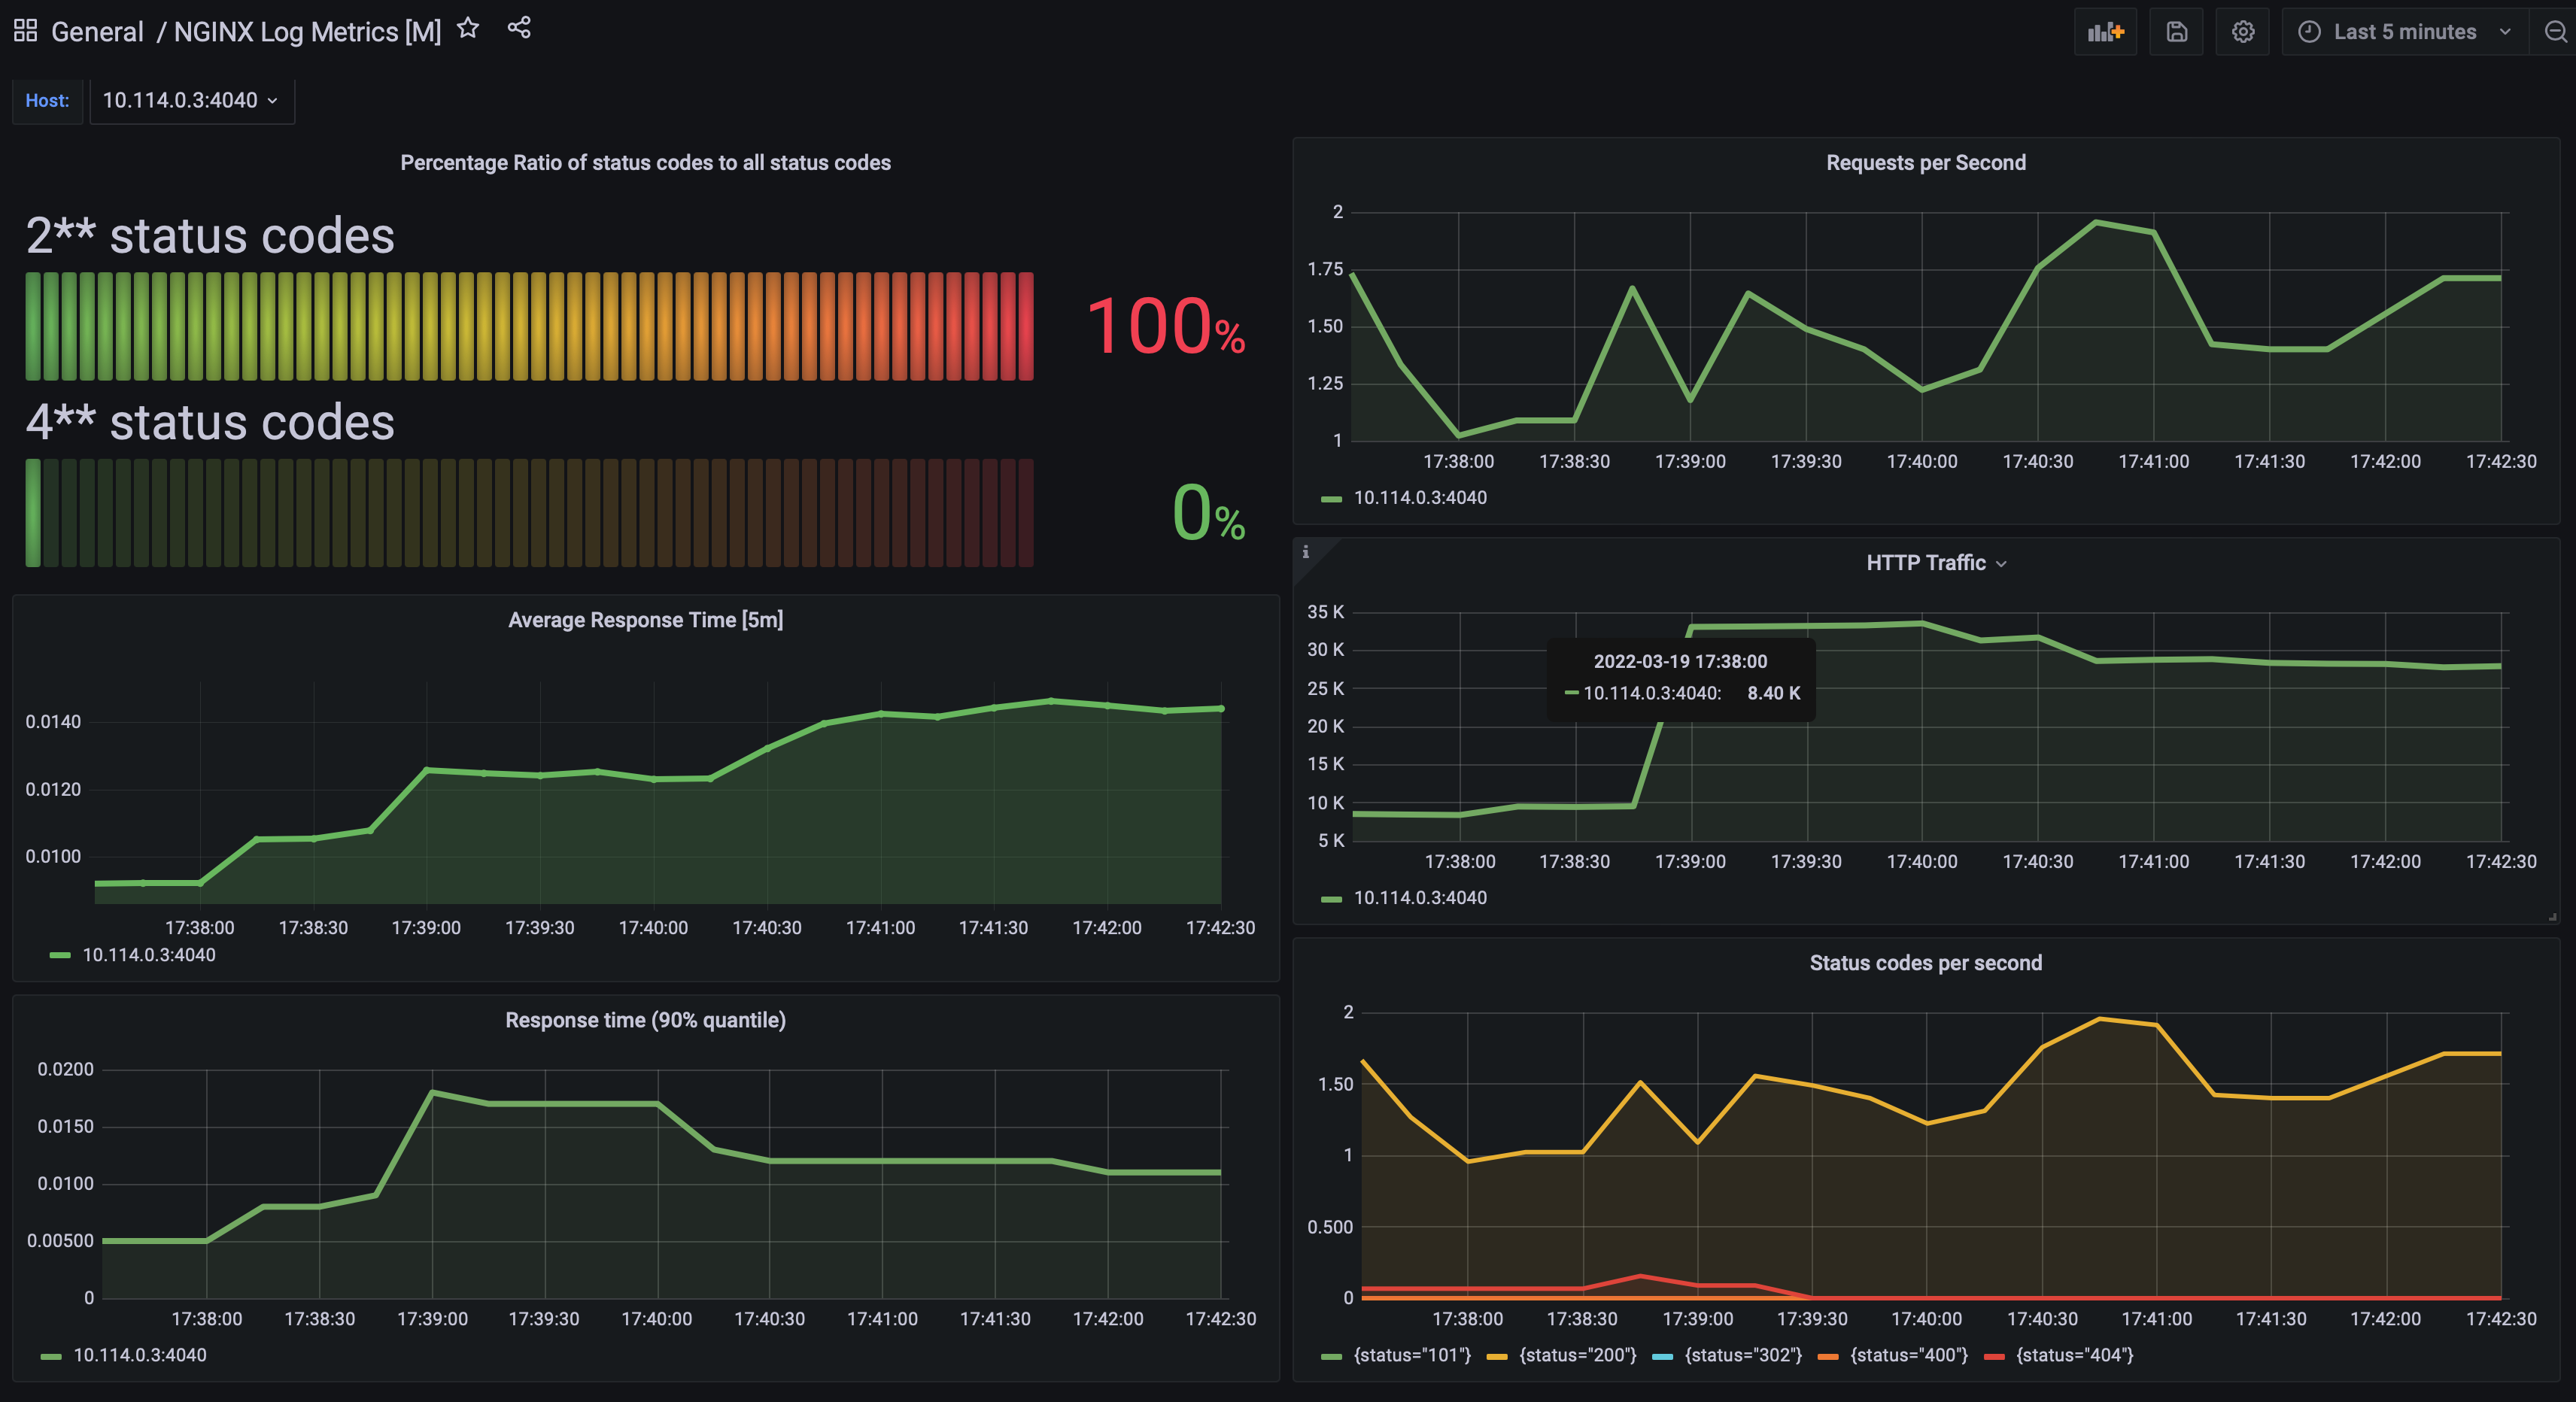 General / NGINX Log Metrics [M]
Last 5 minutes
Host: 10.114.0.3:4040
Percentage Ratio of status codes to all status codes
2** status codes
100%
4** status codes
0%
Average Response Time [5m]
0.0140
0.0120
0.0100
17:38:00 17:38:30 17:39:00 17:39:30 17:40:00 17:40:30 17:41:00 17:41:30 17:42:00 17:42:30
10.114.0.3:4040
Response time (90% quantile)
0.0200
0.0150
0.0100
0.00500
0
17:38:00 17:38:30 17:39:00 17:39:30 17:40:00 17:40:30 17:41:00 17:41:30 17:42:00 17:42:30
10.114.0.3:4040
Requests per Second
2
1.75
1.50
1.25
1
17:38:00 17:38:30 17:39:00 17:39:30 17:40:00 17:40:30 17:41:00 17:41:30 17:42:00 17:42:30
10.114.0.3:4040
i
HTTP Traffic
35 K
30 K
25 K
20 K
15 K
10 K
5 K
2022-03-19 17:38:00
10.114.0.3:4040: 8.40 K
17:38:00 17:38:30 17:39:00 17:39:30 17:40:00 17:40:30 17:41:00 17:41:30 17:42:00 17:42:30
10.114.0.3:4040
Status codes per second
2
1.50
1
0.500
0
17:38:00 17:38:30 17:39:00 17:39:30 17:40:00 17:40:30 17:41:00 17:41:30 17:42:00 17:42:30
{status="101"} {status="200"} {status="302"} {status="400"} {status="404"}